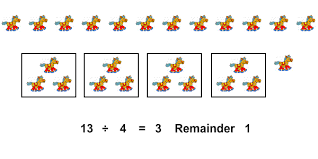 13 ÷ 4 = 3 Remainder 1